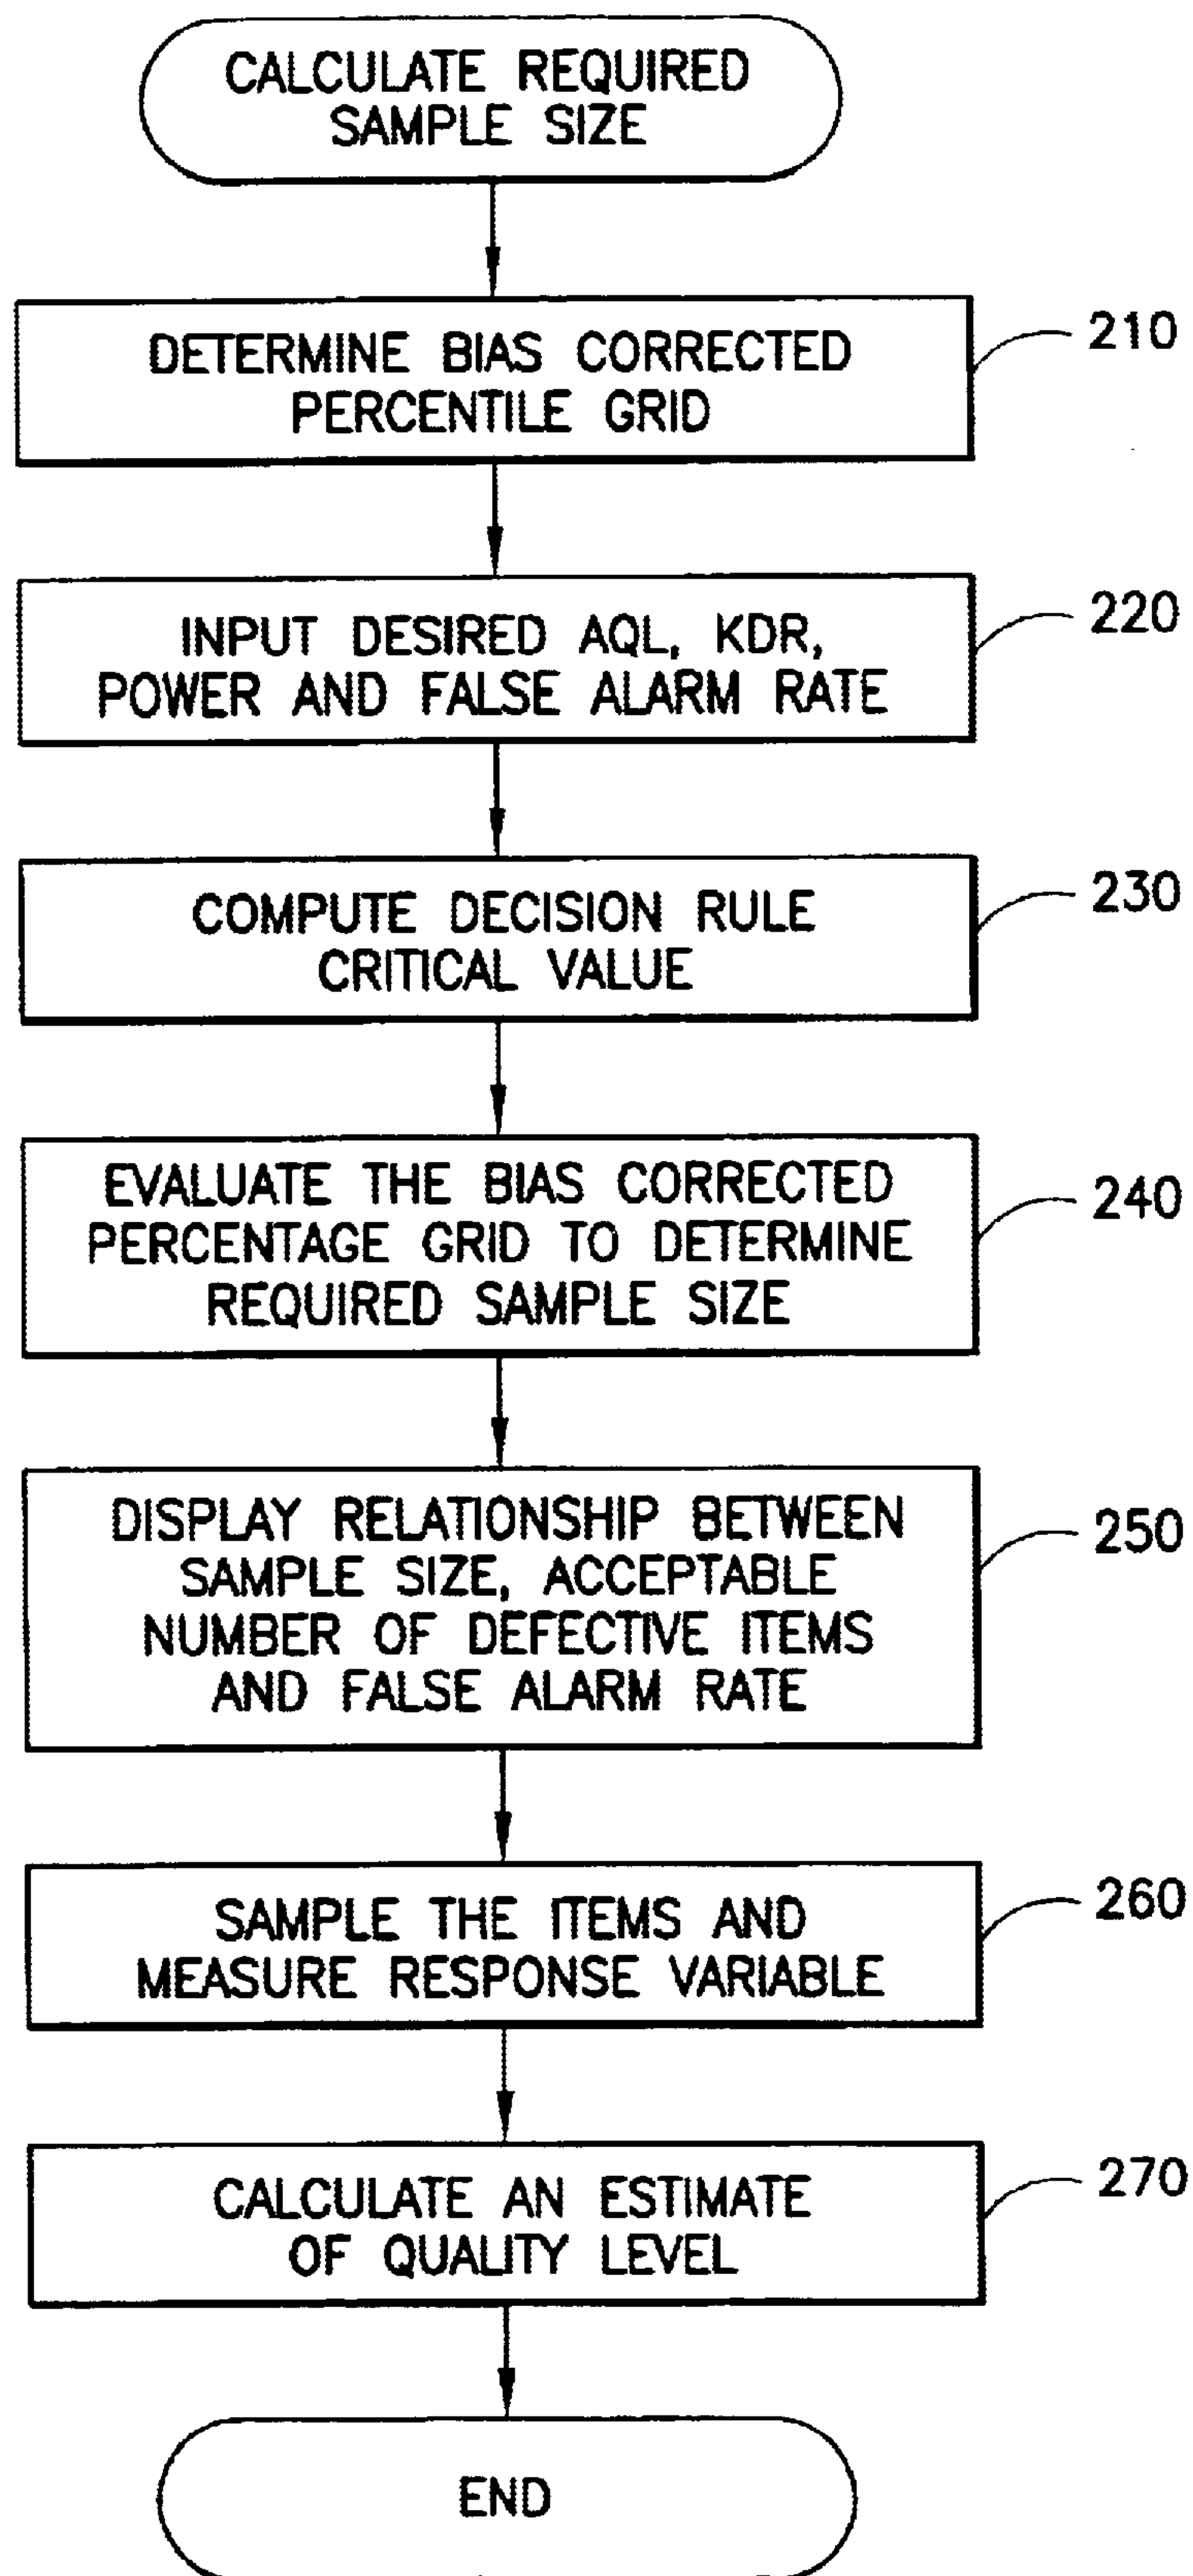 CALCULATE REQUIRED
SAMPLE SIZE
DETERMINE BIAS CORRECTED
PERCENTILE GRID
210
INPUT DESIRED AQL, KDR,
POWER AND FALSE ALARM RATE
220
COMPUTE DECISION RULE
CRITICAL VALUE
230
EVALUATE THE BIAS CORRECTED
PERCENTAGE GRID TO DETERMINE
REQUIRED SAMPLE SIZE
240
DISPLAY RELATIONSHIP BETWEEN
SAMPLE SIZE, ACCEPTABLE
NUMBER OF DEFECTIVE ITEMS
AND FALSE ALARM RATE
250
SAMPLE THE ITEMS AND
MEASURE RESPONSE VARIABLE
260
CALCULATE AN ESTIMATE
OF QUALITY LEVEL
270
END